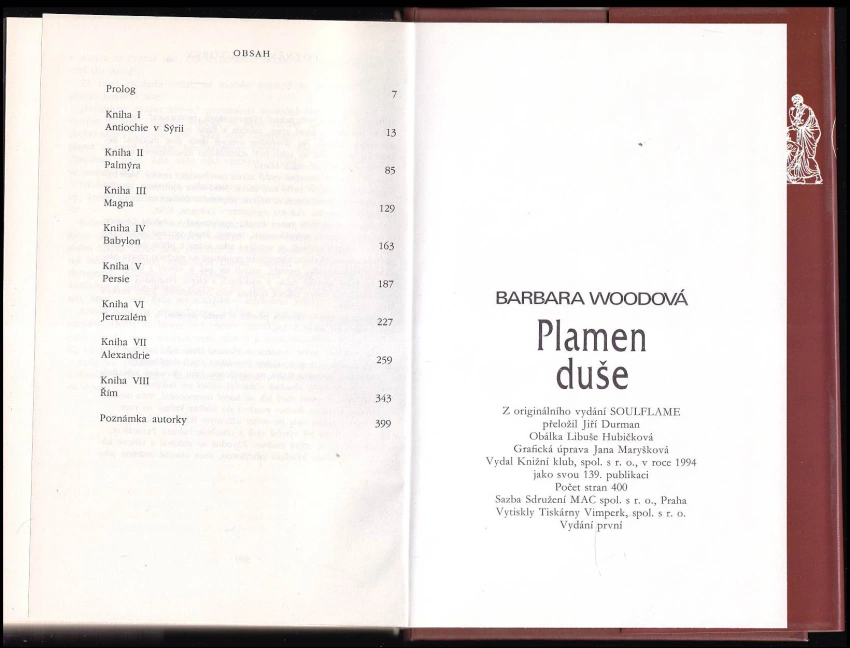 OBSAH
Prolog 7
Kniha I
Antiochie v Sýrii 13
Kniha II
Palmýra 85
Kniha III
Magna 129
Kniha IV
Babylon 163
Kniha V
Persie 187
Kniha VI
Jeruzalém 227
Kniha VII
Alexandrie 259
Kniha VIII
Řím 343
Poznámka autorky 399
BARBARA WOODOVÁ
Plamen
duše
Z originálního vydání SOULFLAME
přeložil Jiří Durman
Obálka Libuše Hubičková
Grafická úprava Jana Maryšková
Vydal Knižní klub, spol. s r. o., v roce 1994
jako svou 139. publikaci
Počet stran 400
Sazba Sdružení MAC spol. s r. o., Praha
Vytiskly Tiskárny Vimperk, spol. s r. o.
Vydání první